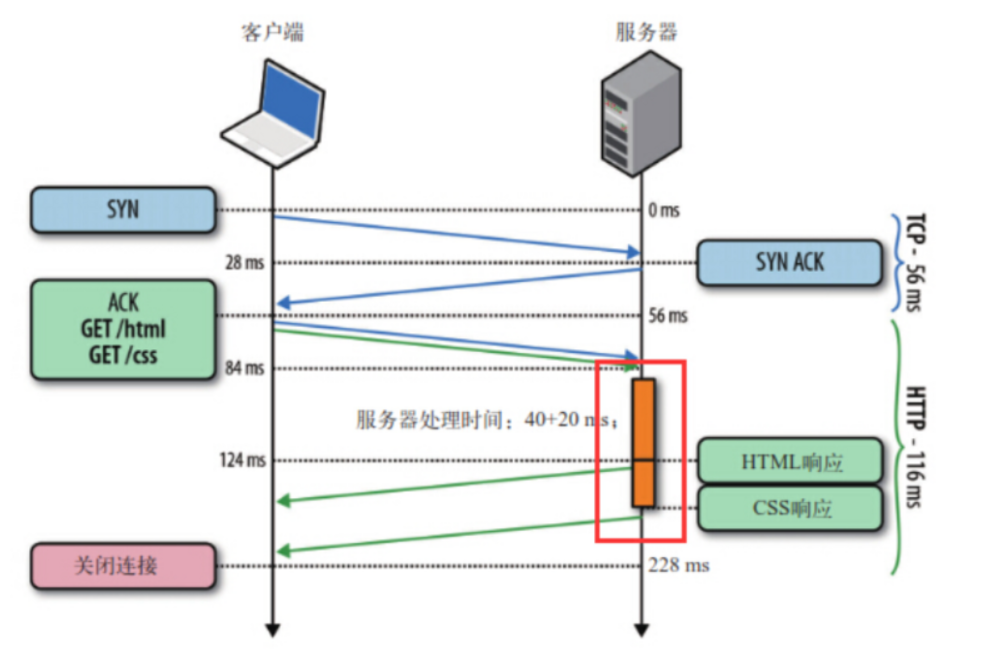 客户端
服务器
SYN
0 ms
TCP - 56 ms
28 ms
SYN ACK
ACK
GET /html
GET /css
56 ms
84 ms
服务器处理时间：40+20 ms；
HTTP - 116 ms
124 ms
HTML响应
CSS响应
关闭连接
228 ms